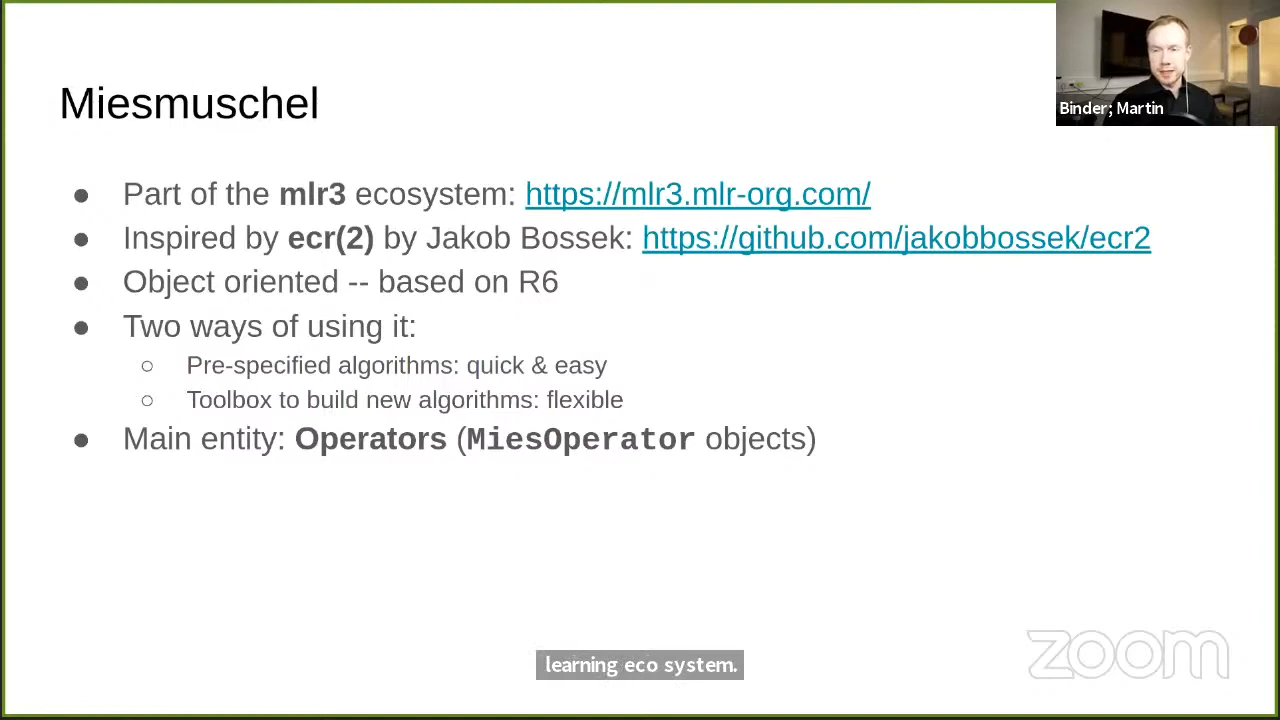 Miesmuschel
Binder; Martin
● Part of the mlr3 ecosystem: https://mlr3.mlr-org.com/
● Inspired by ecr(2) by Jakob Bossek: https://github.com/jakobbossek/ecr2
● Object oriented -- based on R6
● Two ways of using it:
○ Pre-specified algorithms: quick & easy
○ Toolbox to build new algorithms: flexible
● Main entity: Operators (MiesOperator objects)
learning eco system.
zoom